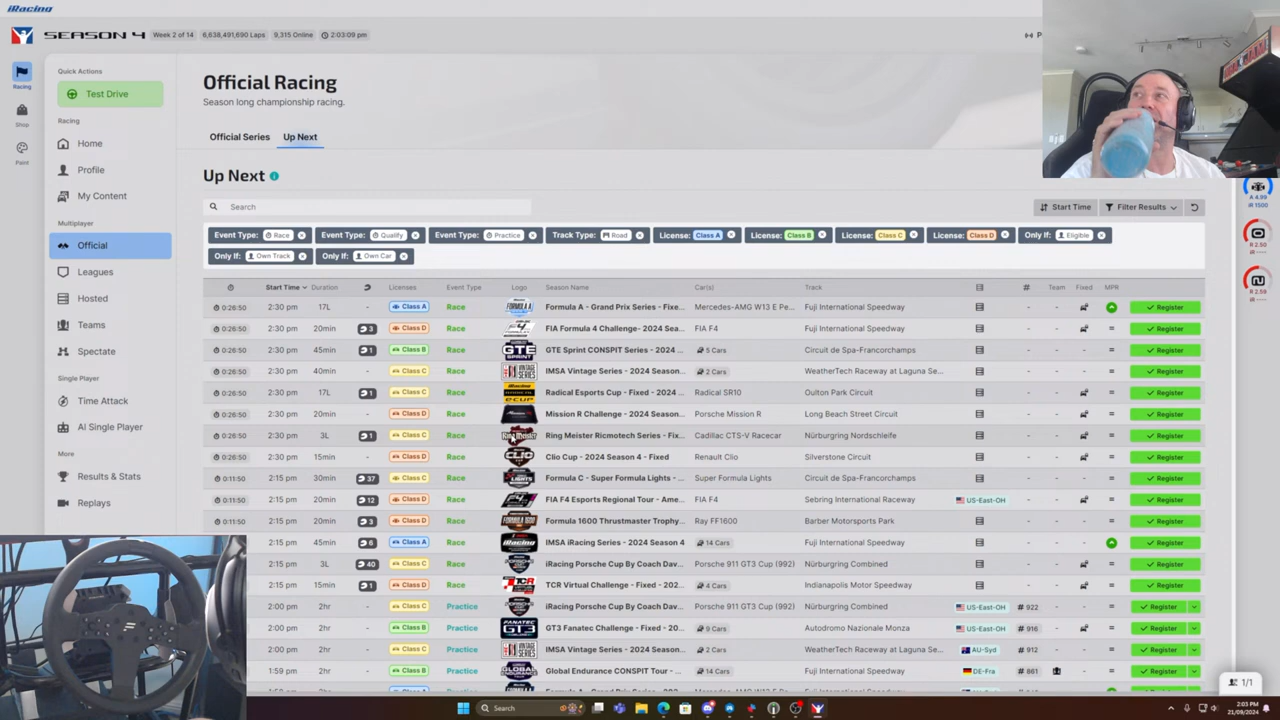 iRacing
SEASON 4 Week 2 of 14 6,638,491,690 Laps 9,315 Online 2:03:09 pm
Racing
Shop
Paint
Quick Actions
Test Drive
Racing
Home
Profile
My Content
Multiplayer
Official
Leagues
Hosted
Teams
Spectate
Single Player
Time Attack
AI Single Player
More
Results & Stats
Replays
Official Racing
Season long championship racing.
Official Series Up Next
Up Next
Search
Start Time Filter Results
Event Type: Race Event Type: Qualify Event Type: Practice Track Type: Road License: Class A License: Class B License: Class C License: Class D Only If: Eligible
Only If: Own Track Only If: Own Car
Start Time Duration Licenses Event Type Logo Season Name Car(s) Track # Team Fixed MPR
0:26:50 2:30 pm 17L - Class A Race Formula A - Grand Prix Series - Fixe... Mercedes-AMG W13 E Pe... Fuji International Speedway - - Register
0:26:50 2:30 pm 20min 3 Class D Race FIA Formula 4 Challenge- 2024 Sea... FIA F4 Fuji International Speedway - - = Register
0:26:50 2:30 pm 45min 1 Class B Race GTE Sprint CONSPIT Series - 2024 ... 5 Cars Circuit de Spa-Francorchamps - - - = Register
0:26:50 2:30 pm 40min - Class C Race IMSA Vintage Series - 2024 Season... 2 Cars WeatherTech Raceway at Laguna Se... - - - = Register
0:26:50 2:30 pm 17L 1 Class C Race Radical Esports Cup - Fixed - 2024... Radical SR10 Oulton Park Circuit - - = Register
0:26:50 2:30 pm 20min - Class D Race Mission R Challenge - 2024 Season... Porsche Mission R Long Beach Street Circuit - - = Register
0:26:50 2:30 pm 3L 1 Class C Race Ring Meister Ricmotech Series - Fix... Cadillac CTS-V Racecar Nürburgring Nordschleife - - = Register
0:26:50 2:30 pm 15min - Class D Race Clio Cup - 2024 Season 4 - Fixed Renault Clio Silverstone Circuit - - = Register
0:11:50 2:15 pm 30min 37 Class C Race Formula C - Super Formula Lights -... Super Formula Lights Fuji International Speedway - - - = Register
0:11:50 2:15 pm 20min 12 Class D Race FIA F4 Esports Regional Tour - Ame... FIA F4 Sebring International Raceway US-East-OH - - = Register
0:11:50 2:15 pm 20min 3 Class D Race Formula 1600 Thrustmaster Trophy... Ray FF1600 Barber Motorsports Park - - - = Register
2:15 pm 45min 6 Class A Race IMSA iRacing Series - 2024 Season 4 14 Cars Fuji International Speedway - - - Register
2:15 pm 3L 40 Class C Race iRacing Porsche Cup By Coach Dav... Porsche 911 GT3 Cup (992) Nürburgring Combined - - = Register
2:15 pm 15min 1 Class D Race TCR Virtual Challenge - Fixed - 202... 4 Cars Indianapolis Motor Speedway - - = Register
2:00 pm 2hr - Class C Practice iRacing Porsche Cup By Coach Dav... Porsche 911 GT3 Cup (992) Nürburgring Combined US-East-OH # 922 - = Register
2:00 pm 2hr - Class B Practice GT3 Fanatec Challenge - Fixed - 20... 9 Cars Autodromo Nazionale Monza US-East-OH # 916 - = Register
2:00 pm 2hr - Class C Practice IMSA Vintage Series - 2024 Season... 2 Cars WeatherTech Raceway at Laguna Se... AU-Syd # 912 - - = Register
:59 pm 2hr - Class B Practice Global Endurance CONSPIT Tour - ... 14 Cars Fuji International Speedway DE-Fra # 861 - = Register
A 4.99
iR 1500
R 2.50
R 2.59
1/1
Search
2:03 PM
21/09/2024